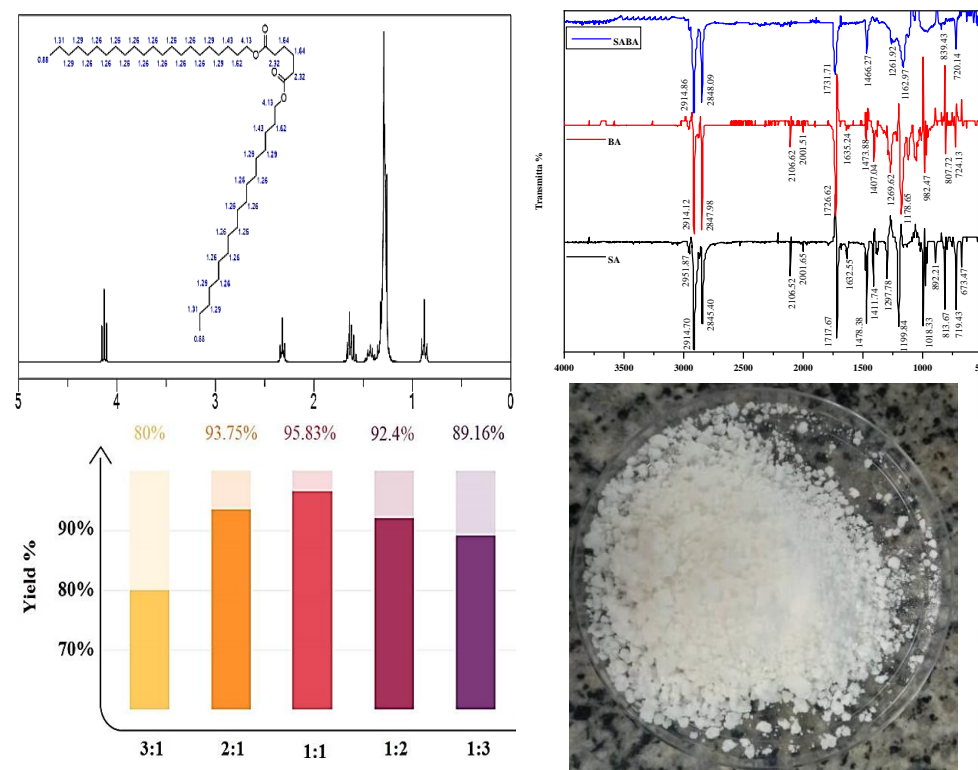 1.31 1.29 1.26 1.26 1.26 1.26 1.26 1.29 1.43 4.13 O 1.64
O 1.64
0.88 1.29 1.26 1.26 1.26 1.26 1.26 1.26 1.29 1.62 O 2.32
O 2.32
4.13 O
1.43 1.62
1.29 1.29
1.26 1.26
1.26 1.26
1.26 1.26
1.26 1.26
1.26 1.26
1.31 1.29
0.88
5 4 3 2 1 0
SABA
2914.86 2848.09 1731.71 1466.27 1261.92 1162.97 839.43 720.14
BA
2914.12 2847.98 2106.62 2001.51 1726.62 1635.24 1473.88 1407.04 1269.62 1178.65 982.47 807.72 724.13
SA
2951.87 2914.70 2845.40 2106.52 2001.65 1717.67 1632.55 1478.38 1411.74 1297.78 1199.84 1018.33 892.21 813.67 719.43 673.47
Transmitta %
4000 3500 3000 2500 2000 1500 1000
80% 93.75% 95.83% 92.4% 89.16%
Yield %
90%
80%
70%
3:1 2:1 1:1 1:2 1:3